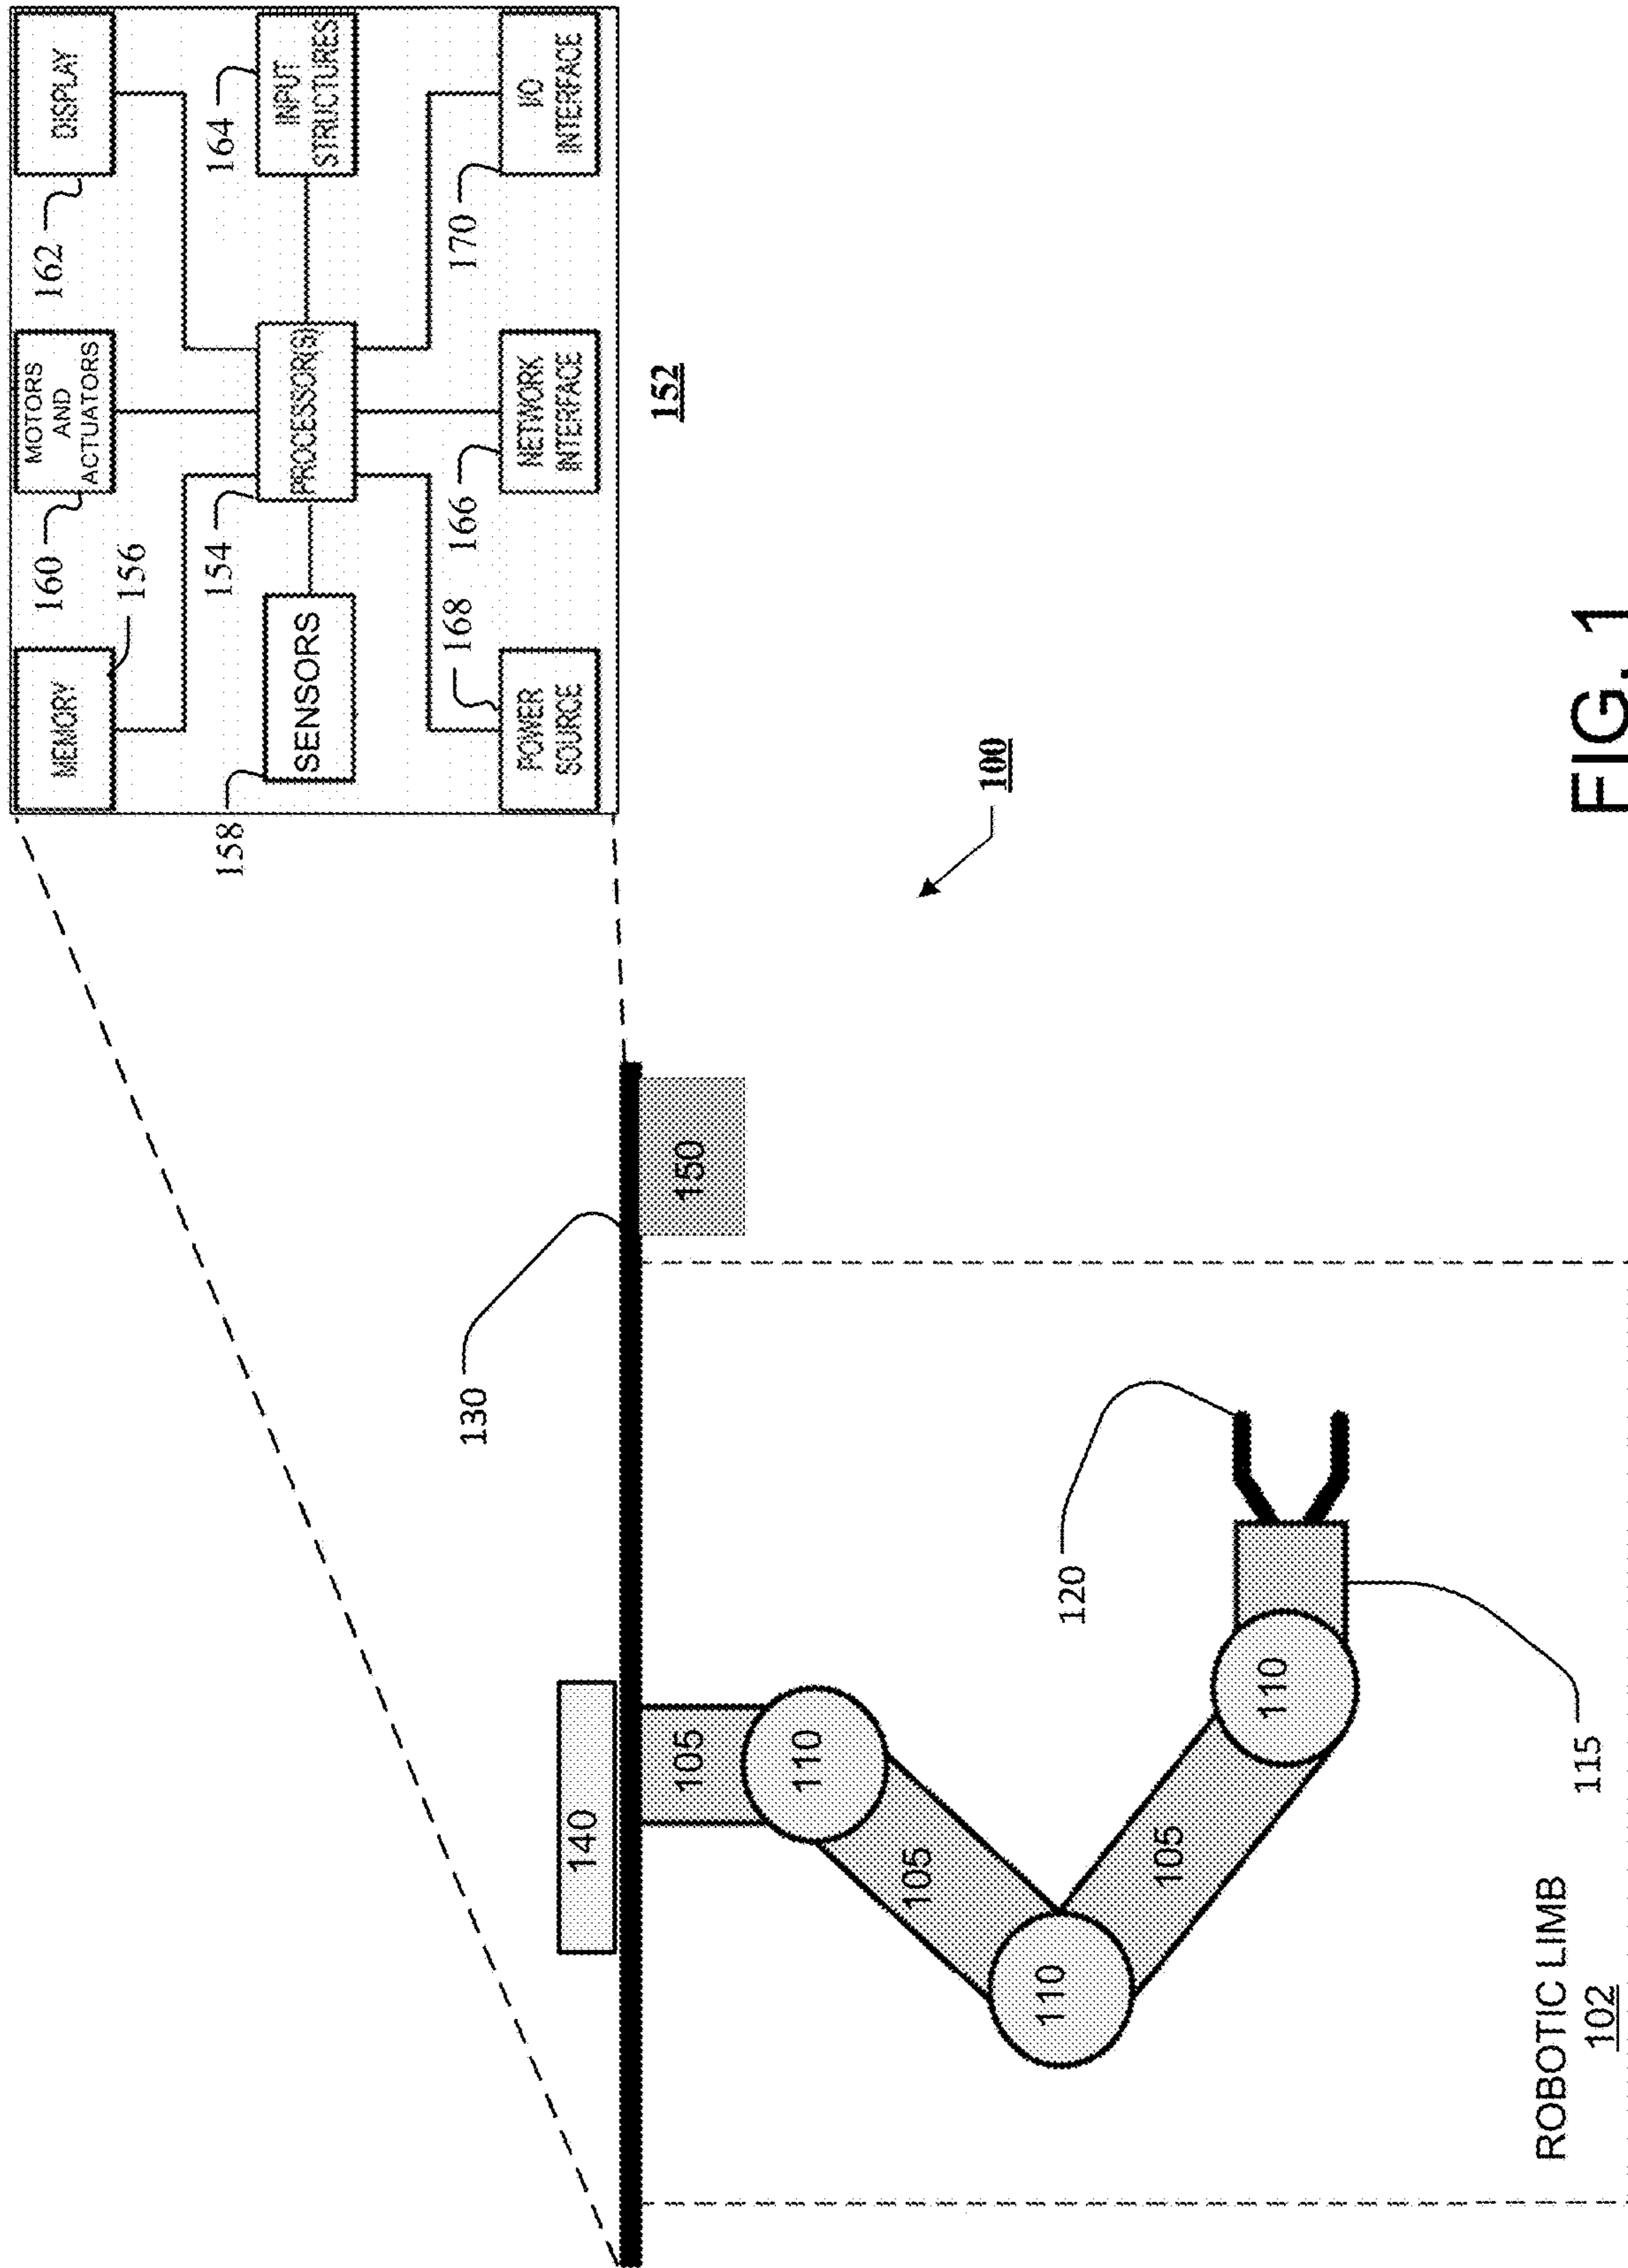 MEMORY
156
MOTORS
AND
ACTUATORS
160
DISPLAY
162
SENSORS
158
PROCESSOR(S)
154
INPUT
STRUCTURES
164
POWER
SOURCE
168
NETWORK
INTERFACE
166
I/O
INTERFACE
170
152
130
140
150
105
110
105
110
105
110
120
115
100
ROBOTIC LIMB
102
FIG. 1